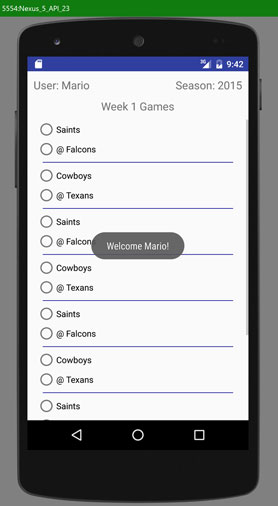 5554:Nexus_5_API_23
3G 9:42
User: Mario Season: 2015
Week 1 Games
Saints
@ Falcons
Cowboys
@ Texans
Saints
@ Falcons
Welcome Mario!
Cowboys
@ Texans
Saints
@ Falcons
Cowboys
@ Texans
Saints